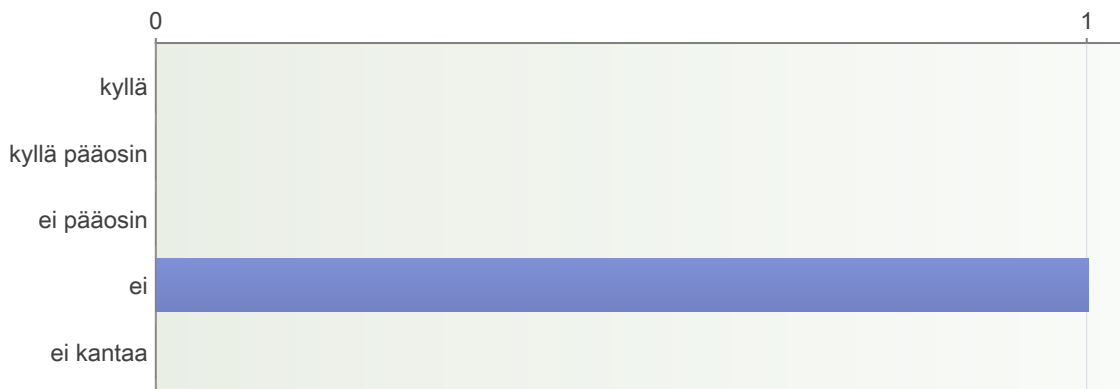 0 1
kyllä
kyllä pääosin
ei pääosin
ei
ei kantaa